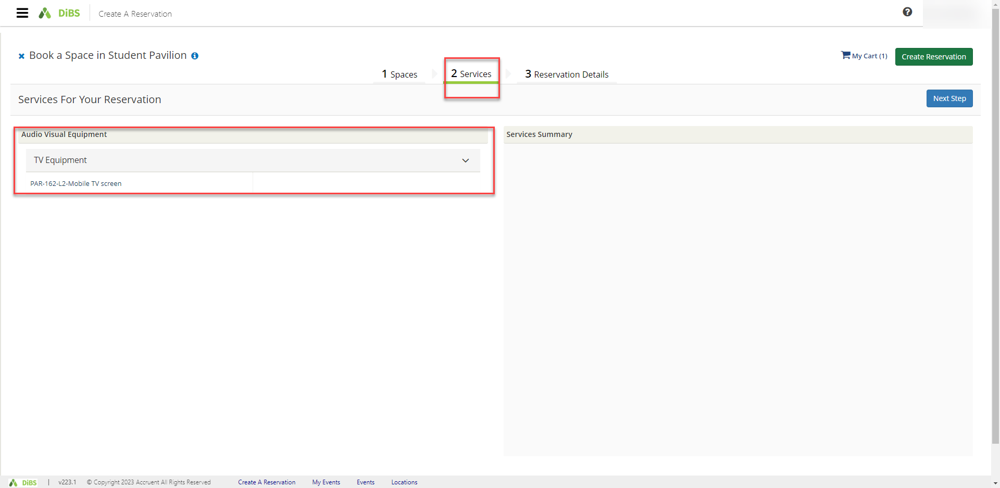 DiBS
Create A Reservation
Book a Space in Student Pavilion
My Cart (1)
Create Reservation
1 Spaces
2 Services
3 Reservation Details
Services For Your Reservation
Next Step
Audio Visual Equipment
Services Summary
TV Equipment
PAR-162-L2-Mobile TV screen
DiBS | v223.1 © Copyright 2023 Accruent All Rights Reserved Create A Reservation My Events Events Locations